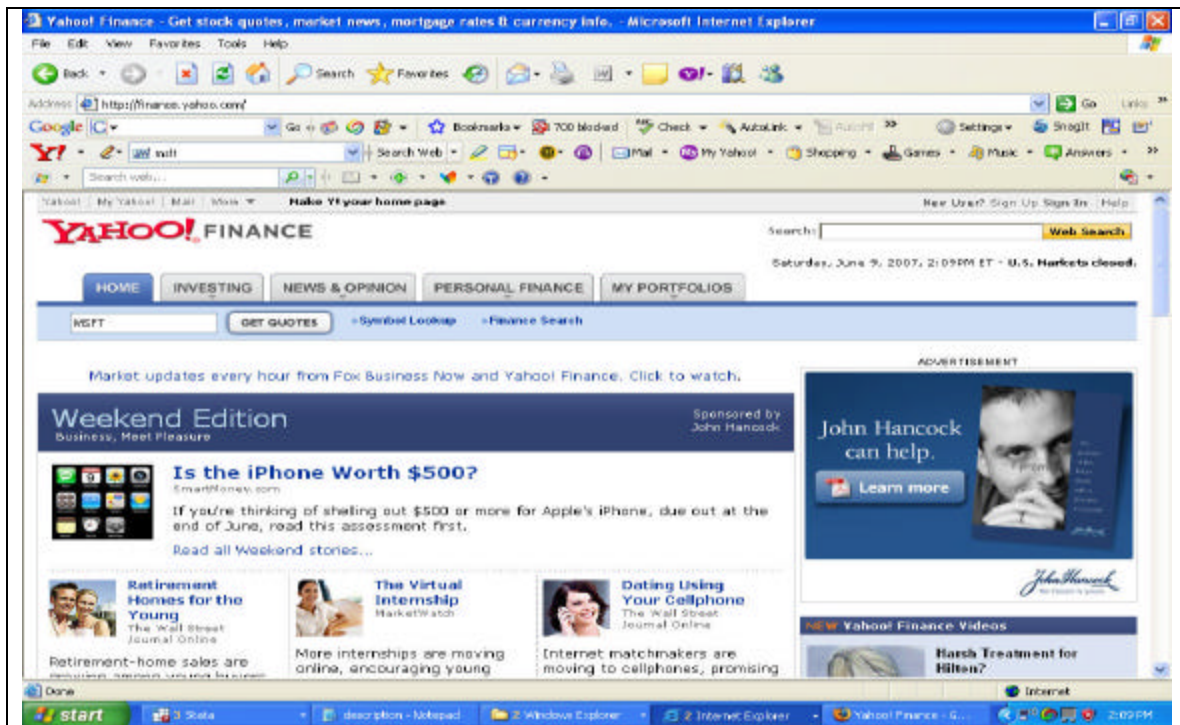 Yahoo! Finance - Get stock quotes, market news, mortgage rates & currency info. - Microsoft Internet Explorer
File Edit View Favorites Tools Help
Back Search Favorites
Address http://finance.yahoo.com/ Go Links
Google Go Bookmarks 700 blocked Check AutoLink AutoFill Settings SnagIt
Y! msft Search Web Mail My Yahoo! Shopping Games Music Answers
Search web...
Yahoo! My Yahoo! Mail More Make Y! your home page New User? Sign Up Sign In Help
YAHOO! FINANCE Search: Web Search
Saturday, June 9, 2007, 2:09PM ET - U.S. Markets closed.
HOME INVESTING NEWS & OPINION PERSONAL FINANCE MY PORTFOLIOS
MSFT GET QUOTES Symbol Lookup Finance Search
Market updates every hour from Fox Business Now and Yahoo! Finance. Click to watch.
Weekend Edition
Business, Meet Pleasure
Sponsored by
John Hancock
Is the iPhone Worth $500?
SmartMoney.com
If you're thinking of shelling out $500 or more for Apple's iPhone, due out at the
end of June, read this assessment first.
Read all Weekend stories...
Retirement
Homes for the
Young
The Wall Street
Journal Online
Retirement-home sales are
The Virtual
Internship
MarketWatch
More internships are moving
online, encouraging young
Dating Using
Your Cellphone
The Wall Street
Journal Online
Internet matchmakers are
moving to cellphones, promising
ADVERTISEMENT
John Hancock
can help.
Learn more
John Hancock
NEW Yahoo! Finance Videos
Harsh Treatment for
Hilton?
Done Internet
start 3 Stata description - Notepad 2 Windows Explorer 2 Internet Explorer Yahoo! Finance - G... 2:09 PM